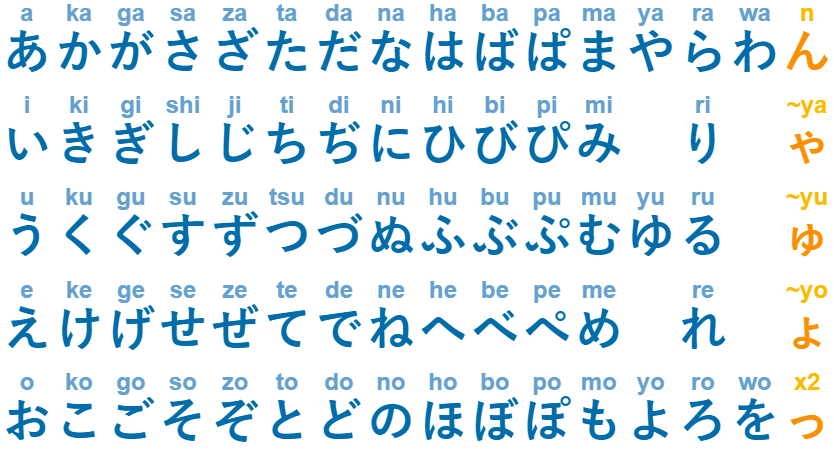 a ka ga sa za ta da na ha ba pa ma ya ra wa n
あ か が さ ざ た だ な は ば ぱ ま や ら わ ん
i ki gi shi ji ti di ni hi bi pi mi ri ~ya
い き ぎ し じ ち ぢ に ひ び ぴ み り ゃ
u ku gu su zu tsu du nu hu bu pu mu yu ru ~yu
う く ぐ す ず つ づ ぬ ふ ぶ ぷ む ゆ る ゅ
e ke ge se ze te de ne he be pe me re ~yo
え け げ せ ぜ て で ね へ べ ぺ め れ ょ
o ko go so zo to do no ho bo po mo yo ro wo x2
お こ ご そ ぞ と ど の ほ ぼ ぽ も よ ろ を っ